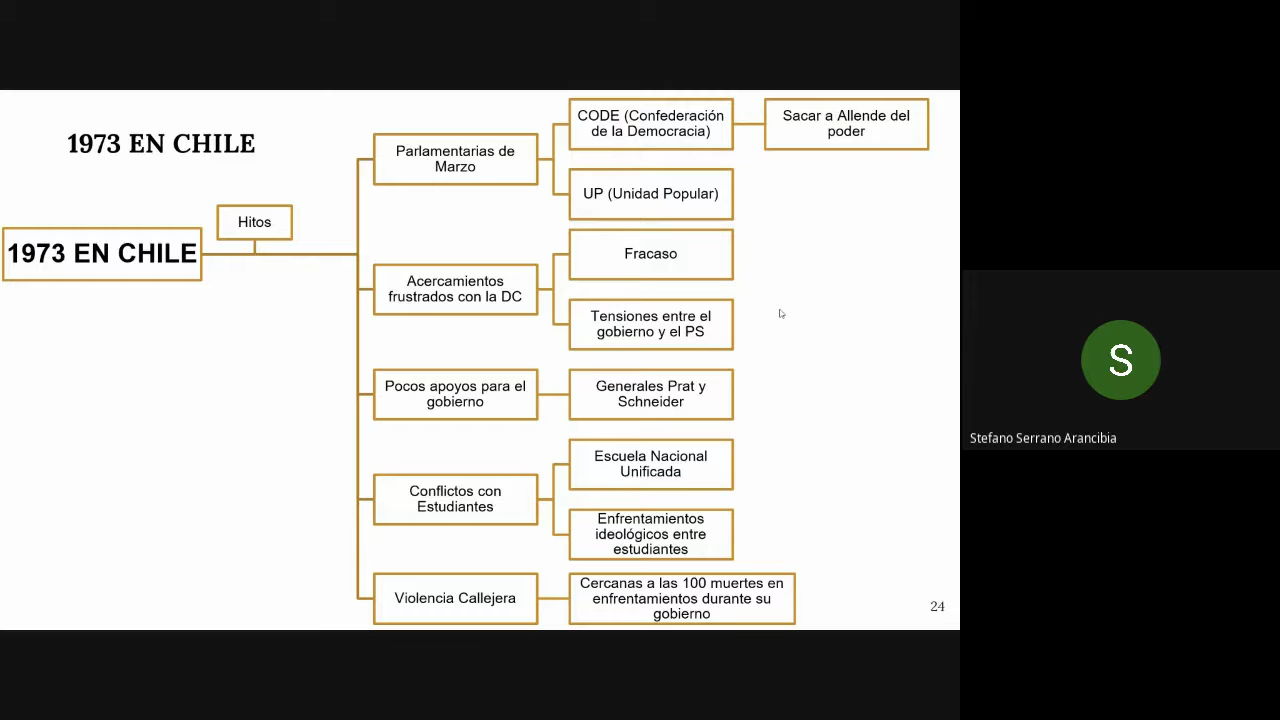 1973 EN CHILE
1973 EN CHILE
Hitos
Parlamentarias de
Marzo
CODE (Confederación
de la Democracia)
Sacar a Allende del
poder
UP (Unidad Popular)
Acercamientos
frustrados con la DC
Fracaso
Tensiones entre el
gobierno y el PS
Pocos apoyos para el
gobierno
Generales Prat y
Schneider
Conflictos con
Estudiantes
Escuela Nacional
Unificada
Enfrentamientos
ideológicos entre
estudiantes
Violencia Callejera
Cercanas a las 100 muertes en
enfrentamientos durante su
gobierno
24
S
Stefano Serrano Arancibia